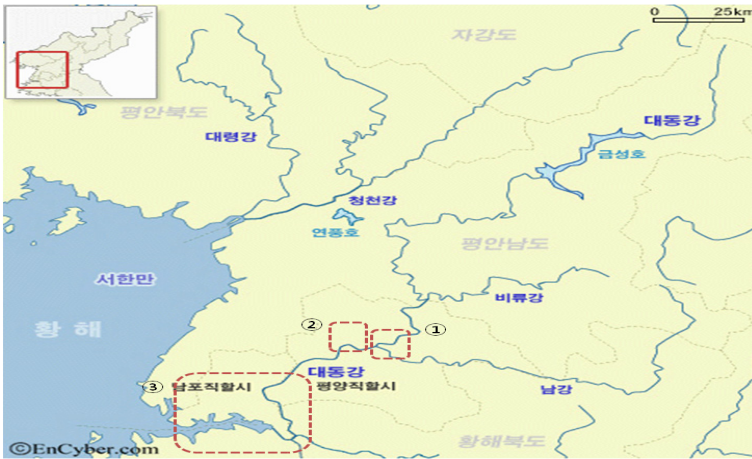 0 25km
자강도
평안북도
대령강
대동강
금성호
청천강
연풍호
평안남도
서한만
비류강
황 해
②
①
대동강
③ 남포직할시
평양직할시
남강
황해북도
©EnCyber.com